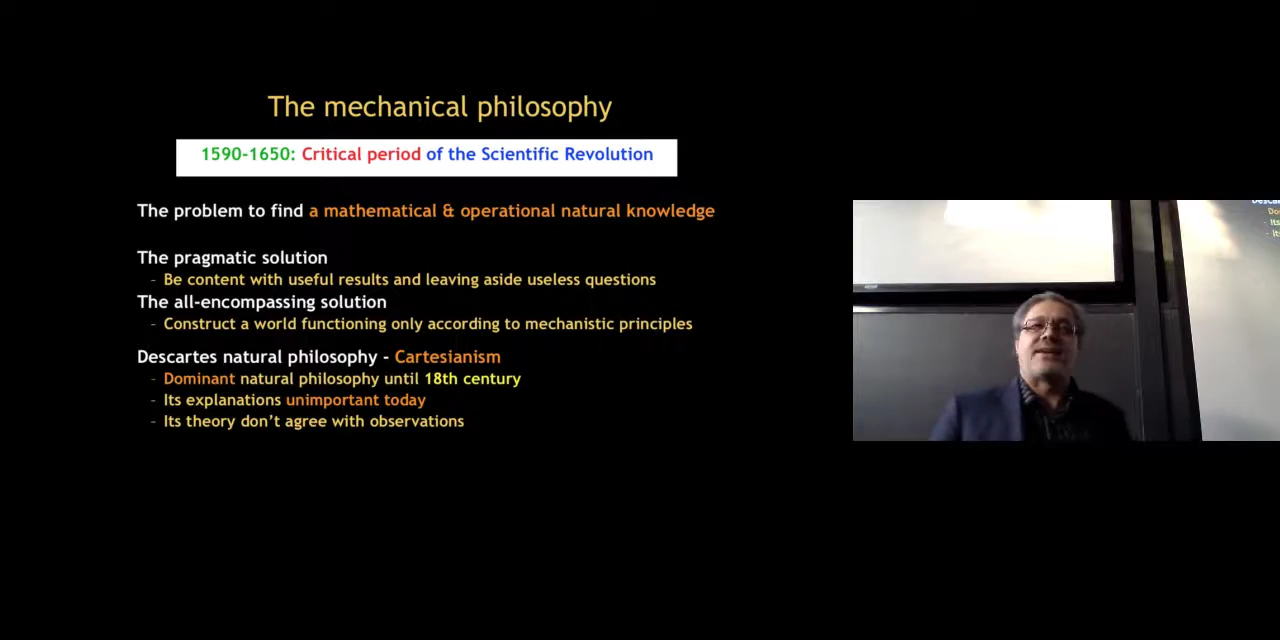 The mechanical philosophy
1590-1650: Critical period of the Scientific Revolution
The problem to find a mathematical & operational natural knowledge
The pragmatic solution
- Be content with useful results and leaving aside useless questions
The all-encompassing solution
- Construct a world functioning only according to mechanistic principles
Descartes natural philosophy - Cartesianism
- Dominant natural philosophy until 18th century
- Its explanations unimportant today
- Its theory don't agree with observations